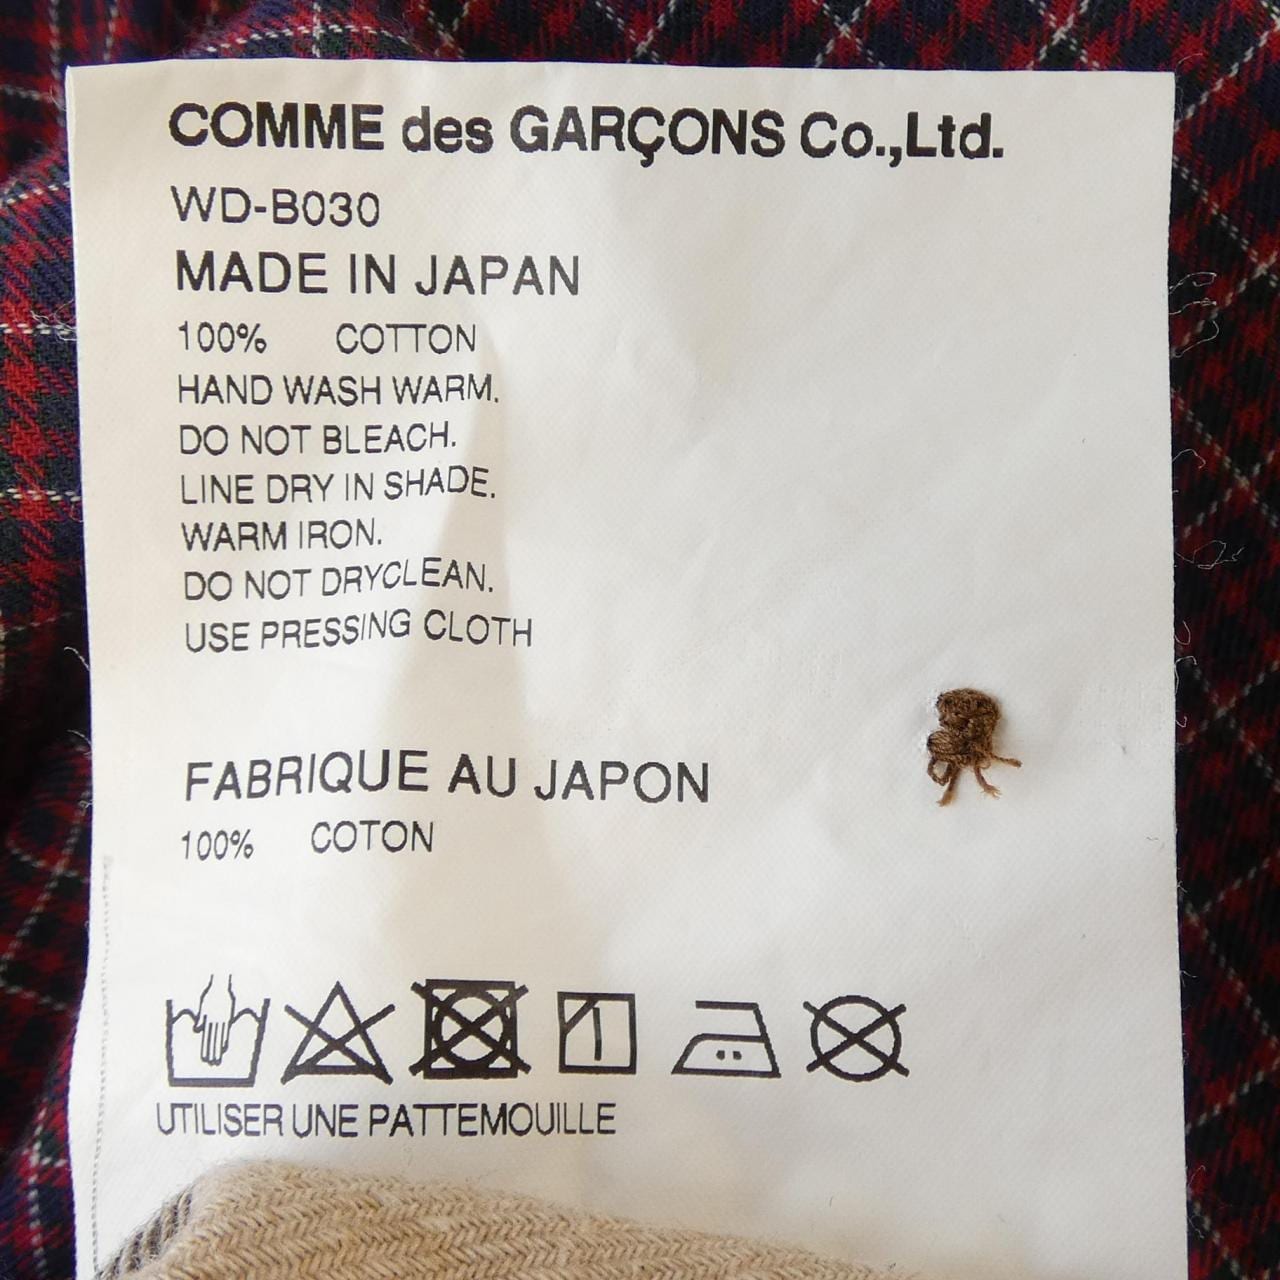 COMME des GARÇONS Co.,Ltd.
WD-B030
MADE IN JAPAN
100% COTTON
HAND WASH WARM.
DO NOT BLEACH.
LINE DRY IN SHADE.
WARM IRON.
DO NOT DRYCLEAN.
USE PRESSING CLOTH
FABRIQUE AU JAPON
100% COTON
UTILISER UNE PATTEMOUILLE